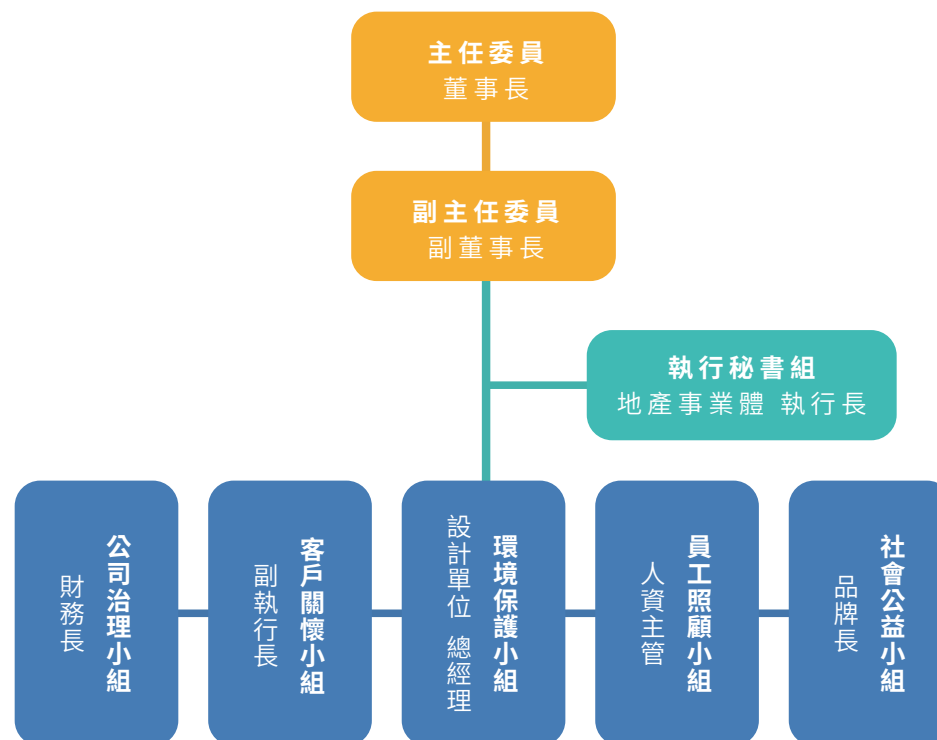 主任委員
董事長
副主任委員
副董事長
執行秘書組
地產事業體 執行長
公司治理小組
財務長
客戶關懷小組
副執行長
環境保護小組
設計單位 總經理
員工照顧小組
人資主管
社會公益小組
品牌長